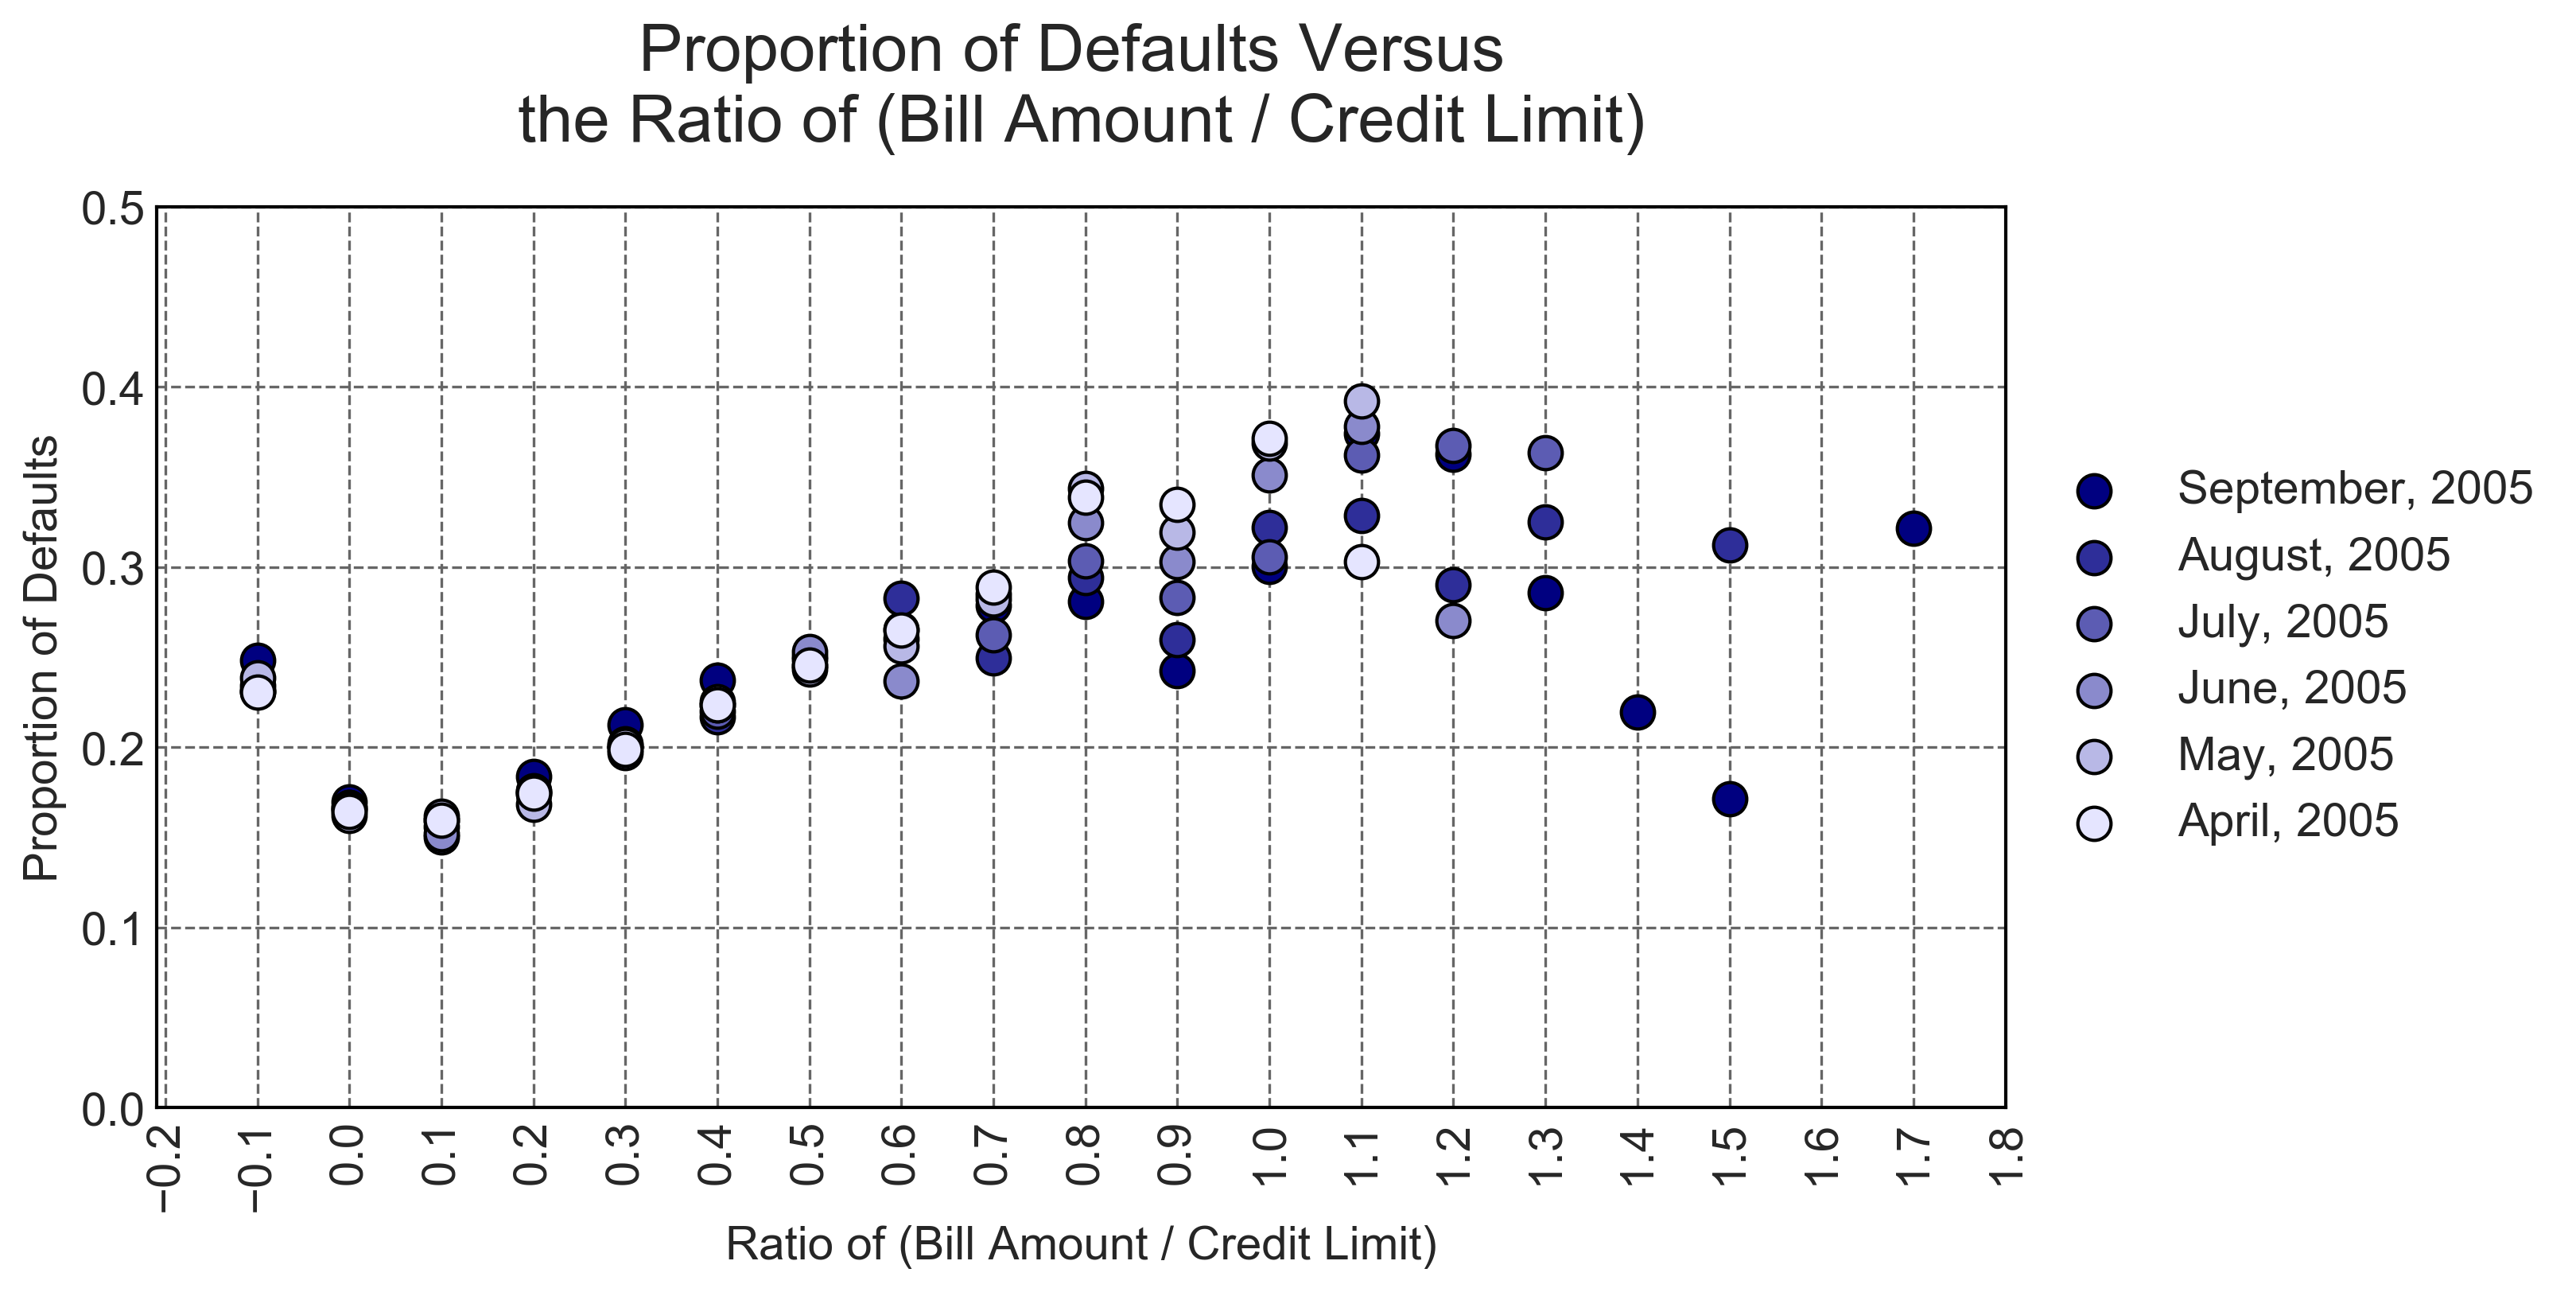 Proportion of Defaults Versus
the Ratio of (Bill Amount / Credit Limit)
0.5
0.4
0.3
0.2
0.1
0.0
Proportion of Defaults
−0.2
−0.1
0.0
0.1
0.2
0.3
0.4
0.5
0.6
0.7
0.8
0.9
1.0
1.1
1.2
1.3
1.4
1.5
1.6
1.7
1.8
Ratio of (Bill Amount / Credit Limit)
September, 2005
August, 2005
July, 2005
June, 2005
May, 2005
April, 2005